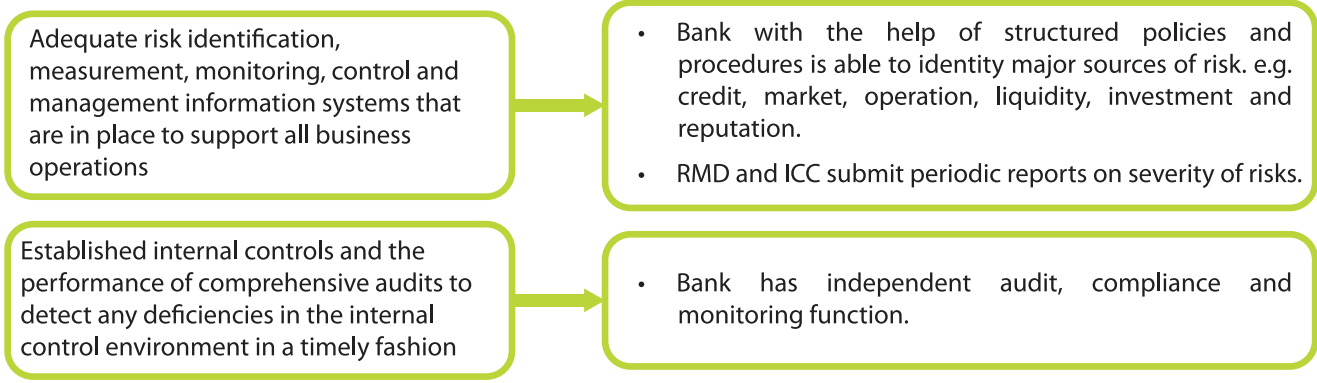 Adequate risk identification,
measurement, monitoring, control and
management information systems that
are in place to support all business
operations
• Bank with the help of structured policies and
procedures is able to identity major sources of risk. e.g.
credit, market, operation, liquidity, investment and
reputation.
• RMD and ICC submit periodic reports on severity of risks.
Established internal controls and the
performance of comprehensive audits to
detect any deficiencies in the internal
control environment in a timely fashion
• Bank has independent audit, compliance and
monitoring function.